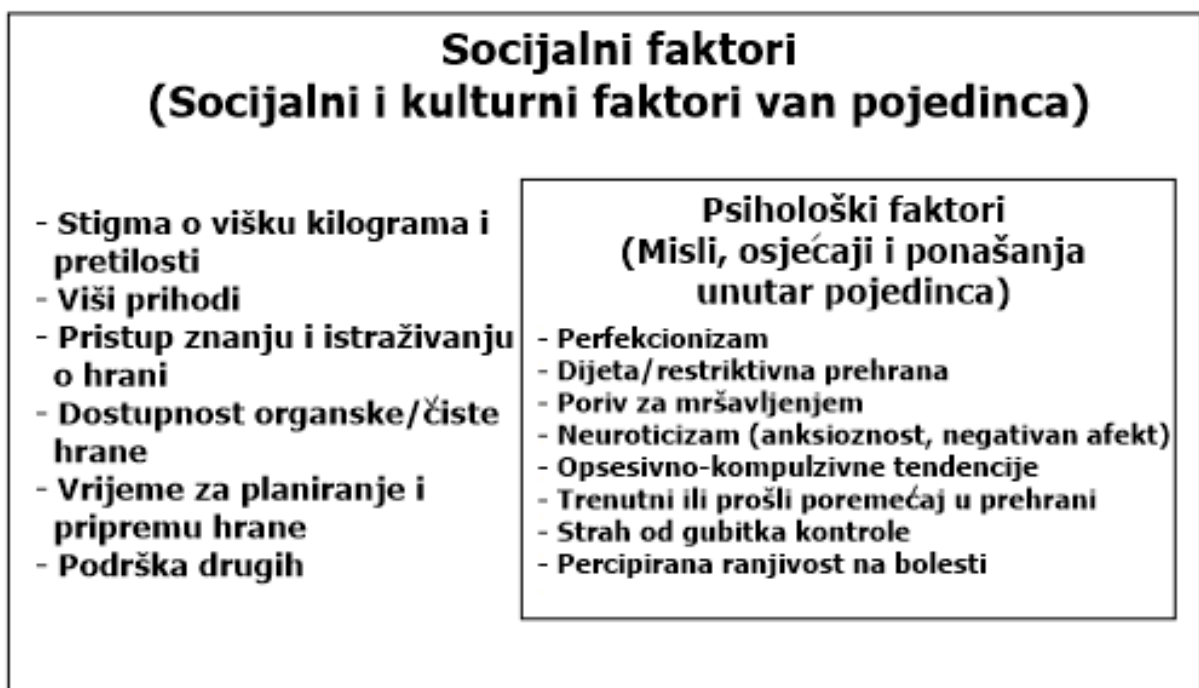 Socijalni faktori
(Socijalni i kulturni faktori van pojedinca)
- Stigma o višku kilograma i
pretilosti
- Viši prihodi
- Pristup znanju i istraživanju
o hrani
- Dostupnost organske/čiste
hrane
- Vrijeme za planiranje i
pripremu hrane
- Podrška drugih
Psihološki faktori
(Misli, osjećaji i ponašanja
unutar pojedinca)
- Perfekcionizam
- Dijeta/restriktivna prehrana
- Poriv za mršavljenjem
- Neuroticizam (anksioznost, negativan afekt)
- Opsesivno-kompulzivne tendencije
- Trenutni ili prošli poremećaj u prehrani
- Strah od gubitka kontrole
- Percipirana ranjivost na bolesti